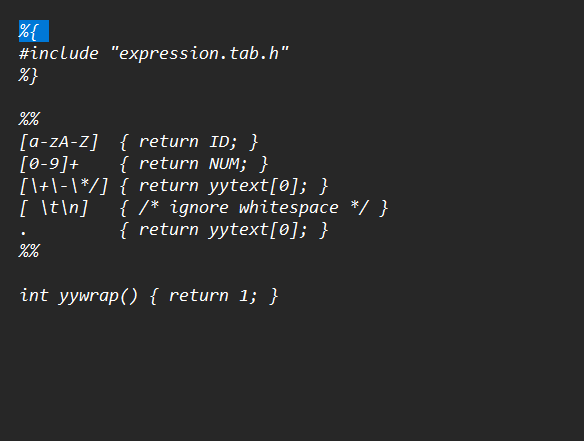 %{
#include "expression.tab.h"
%}
%%
[a-zA-Z]  { return ID; }
[0-9]+    { return NUM; }
[\+\-\*/] { return yytext[0]; }
[ \t\n]   { /* ignore whitespace */ }
.         { return yytext[0]; }
%%
int yywrap() { return 1; }